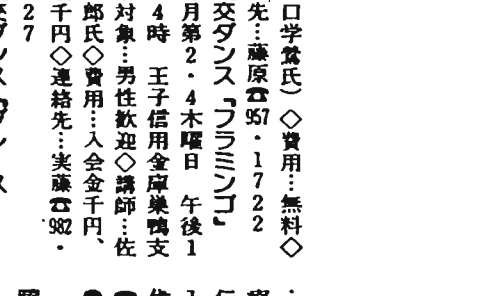 口学賛氏）◇費用…無料◇
先…藤原☎957・1722
交ダンス『フラミンゴ』
月第2・4木曜日　午後1
4時　王子信用金庫巣鴨支
対象…男性歓迎◇講師…佐
郎氏◇費用…入会金千円、
千円◇連絡先…実藤☎982・
27